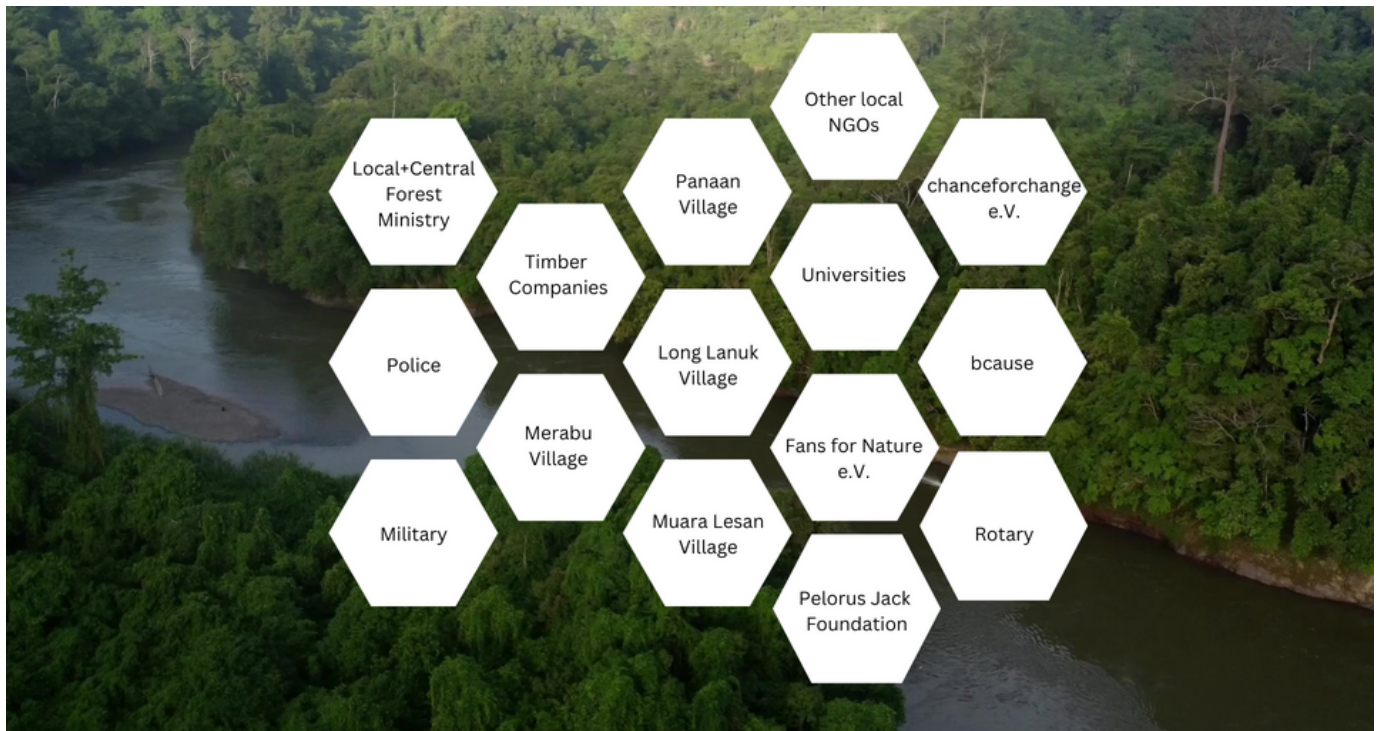 Other local
NGOs
Local+Central
Forest
Ministry
Panaan
Village
chanceforchange
e.V.
Timber
Companies
Universities
Police
Long Lanuk
Village
bcause
Merabu
Village
Fans for Nature
e.V.
Military
Muara Lesan
Village
Rotary
Pelorus Jack
Foundation